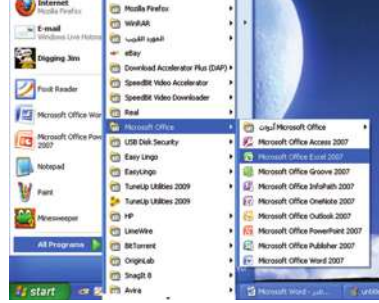 Internet
Mozilla Firefox
E-mail
Windows Live Hotmail
Digging Jim
Foxit Reader
Microsoft Office Wor
Microsoft Office Pow
2007
Notepad
Paint
Minesweeper
All Programs
start
Mozilla Firefox
WinRAR
المورد القريب
eBay
Download Accelerator Plus (DAP)
SpeedBit Video Accelerator
SpeedBit Video Downloader
Real
Microsoft Office
USB Disk Security
Easy Lingo
EasyLingo
TuneUp Utilities 2009
TuneUp Utilities 2009
HP
LimeWire
BitTorrent
OriginLab
SnagIt 8
Avira
أدوات Microsoft Office
Microsoft Office Access 2007
Microsoft Office Excel 2007
Microsoft Office Groove 2007
Microsoft Office InfoPath 2007
Microsoft Office OneNote 2007
Microsoft Office Outlook 2007
Microsoft Office PowerPoint 2007
Microsoft Office Publisher 2007
Microsoft Office Word 2007
Microsoft Word